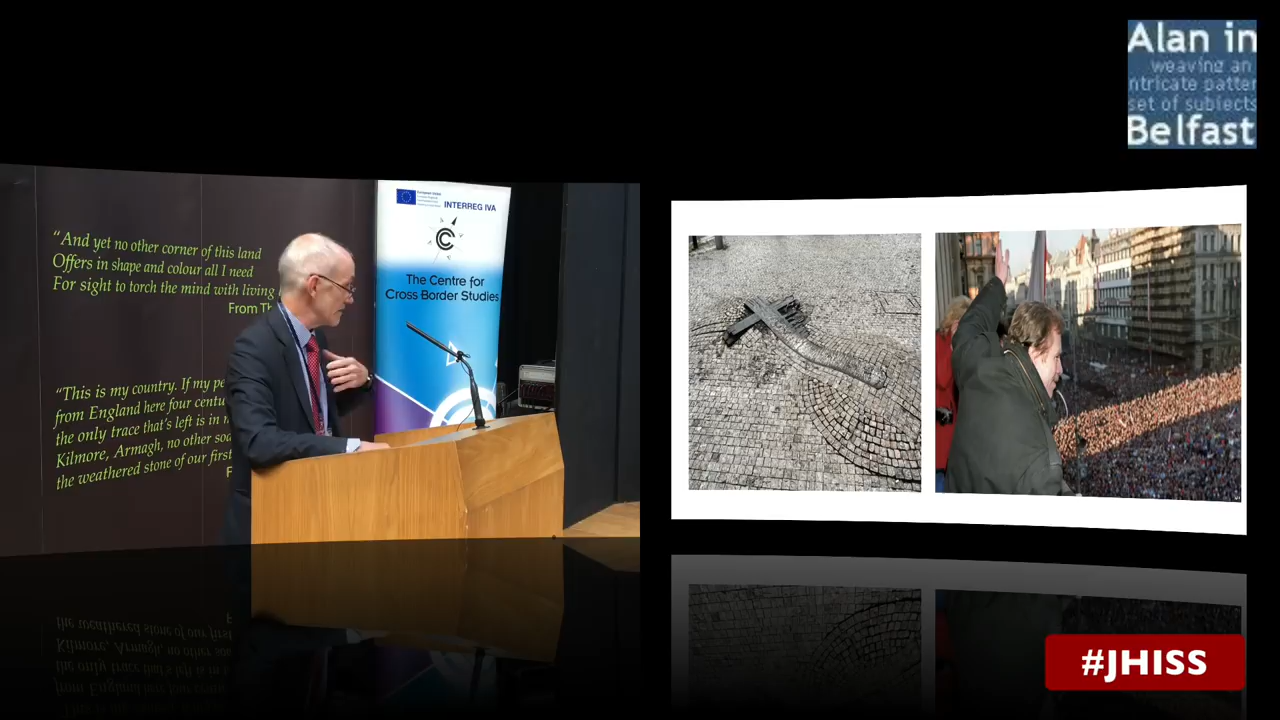 Alan in
weaving an
ntricate patter
set of subjects
Belfast
“And yet no other corner of this land
Offers in shape and colour all I need
For sight to torch the mind with living
From Th
“This is my country. If my pe
from England here four centu
the only trace that's left is in
Kilmore, Armagh, no other
the weathered stone of our first
F
European Union
INTERREG IVA
The Centre for
Cross Border Studies
#JHISS